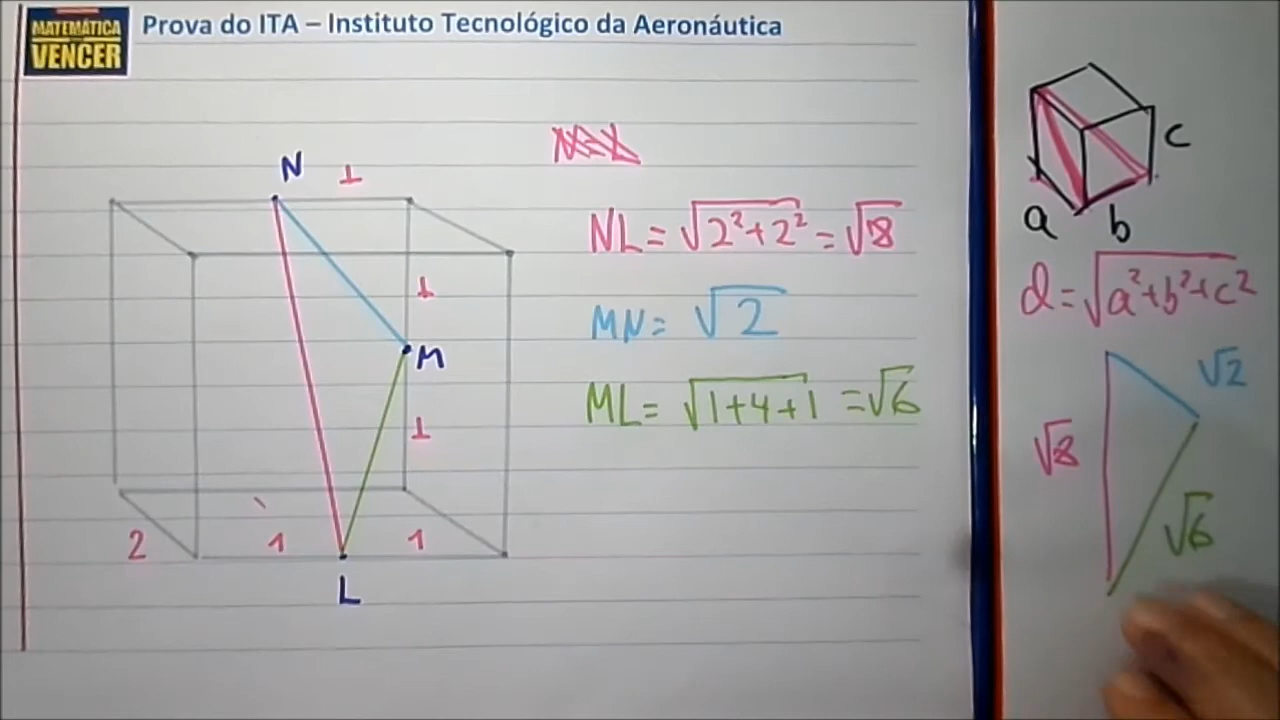 MATEMÁTICA
VENCER
Prova do ITA – Instituto Tecnológico da Aeronáutica
N
1
1
M
1
2
1
1
L
NL = √2²+2² = √8
MN = √2
ML = √1+4+1 = √6
c
a
b
d = √a²+b²+c²
√2
√8
√6